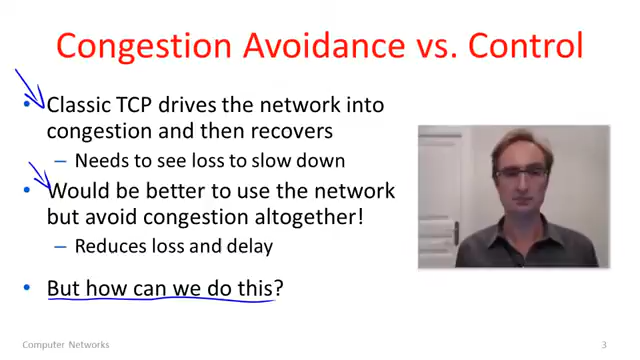 Congestion Avoidance vs. Control
• Classic TCP drives the network into
congestion and then recovers
– Needs to see loss to slow down
• Would be better to use the network
but avoid congestion altogether!
– Reduces loss and delay
• But how can we do this?
Computer Networks
3